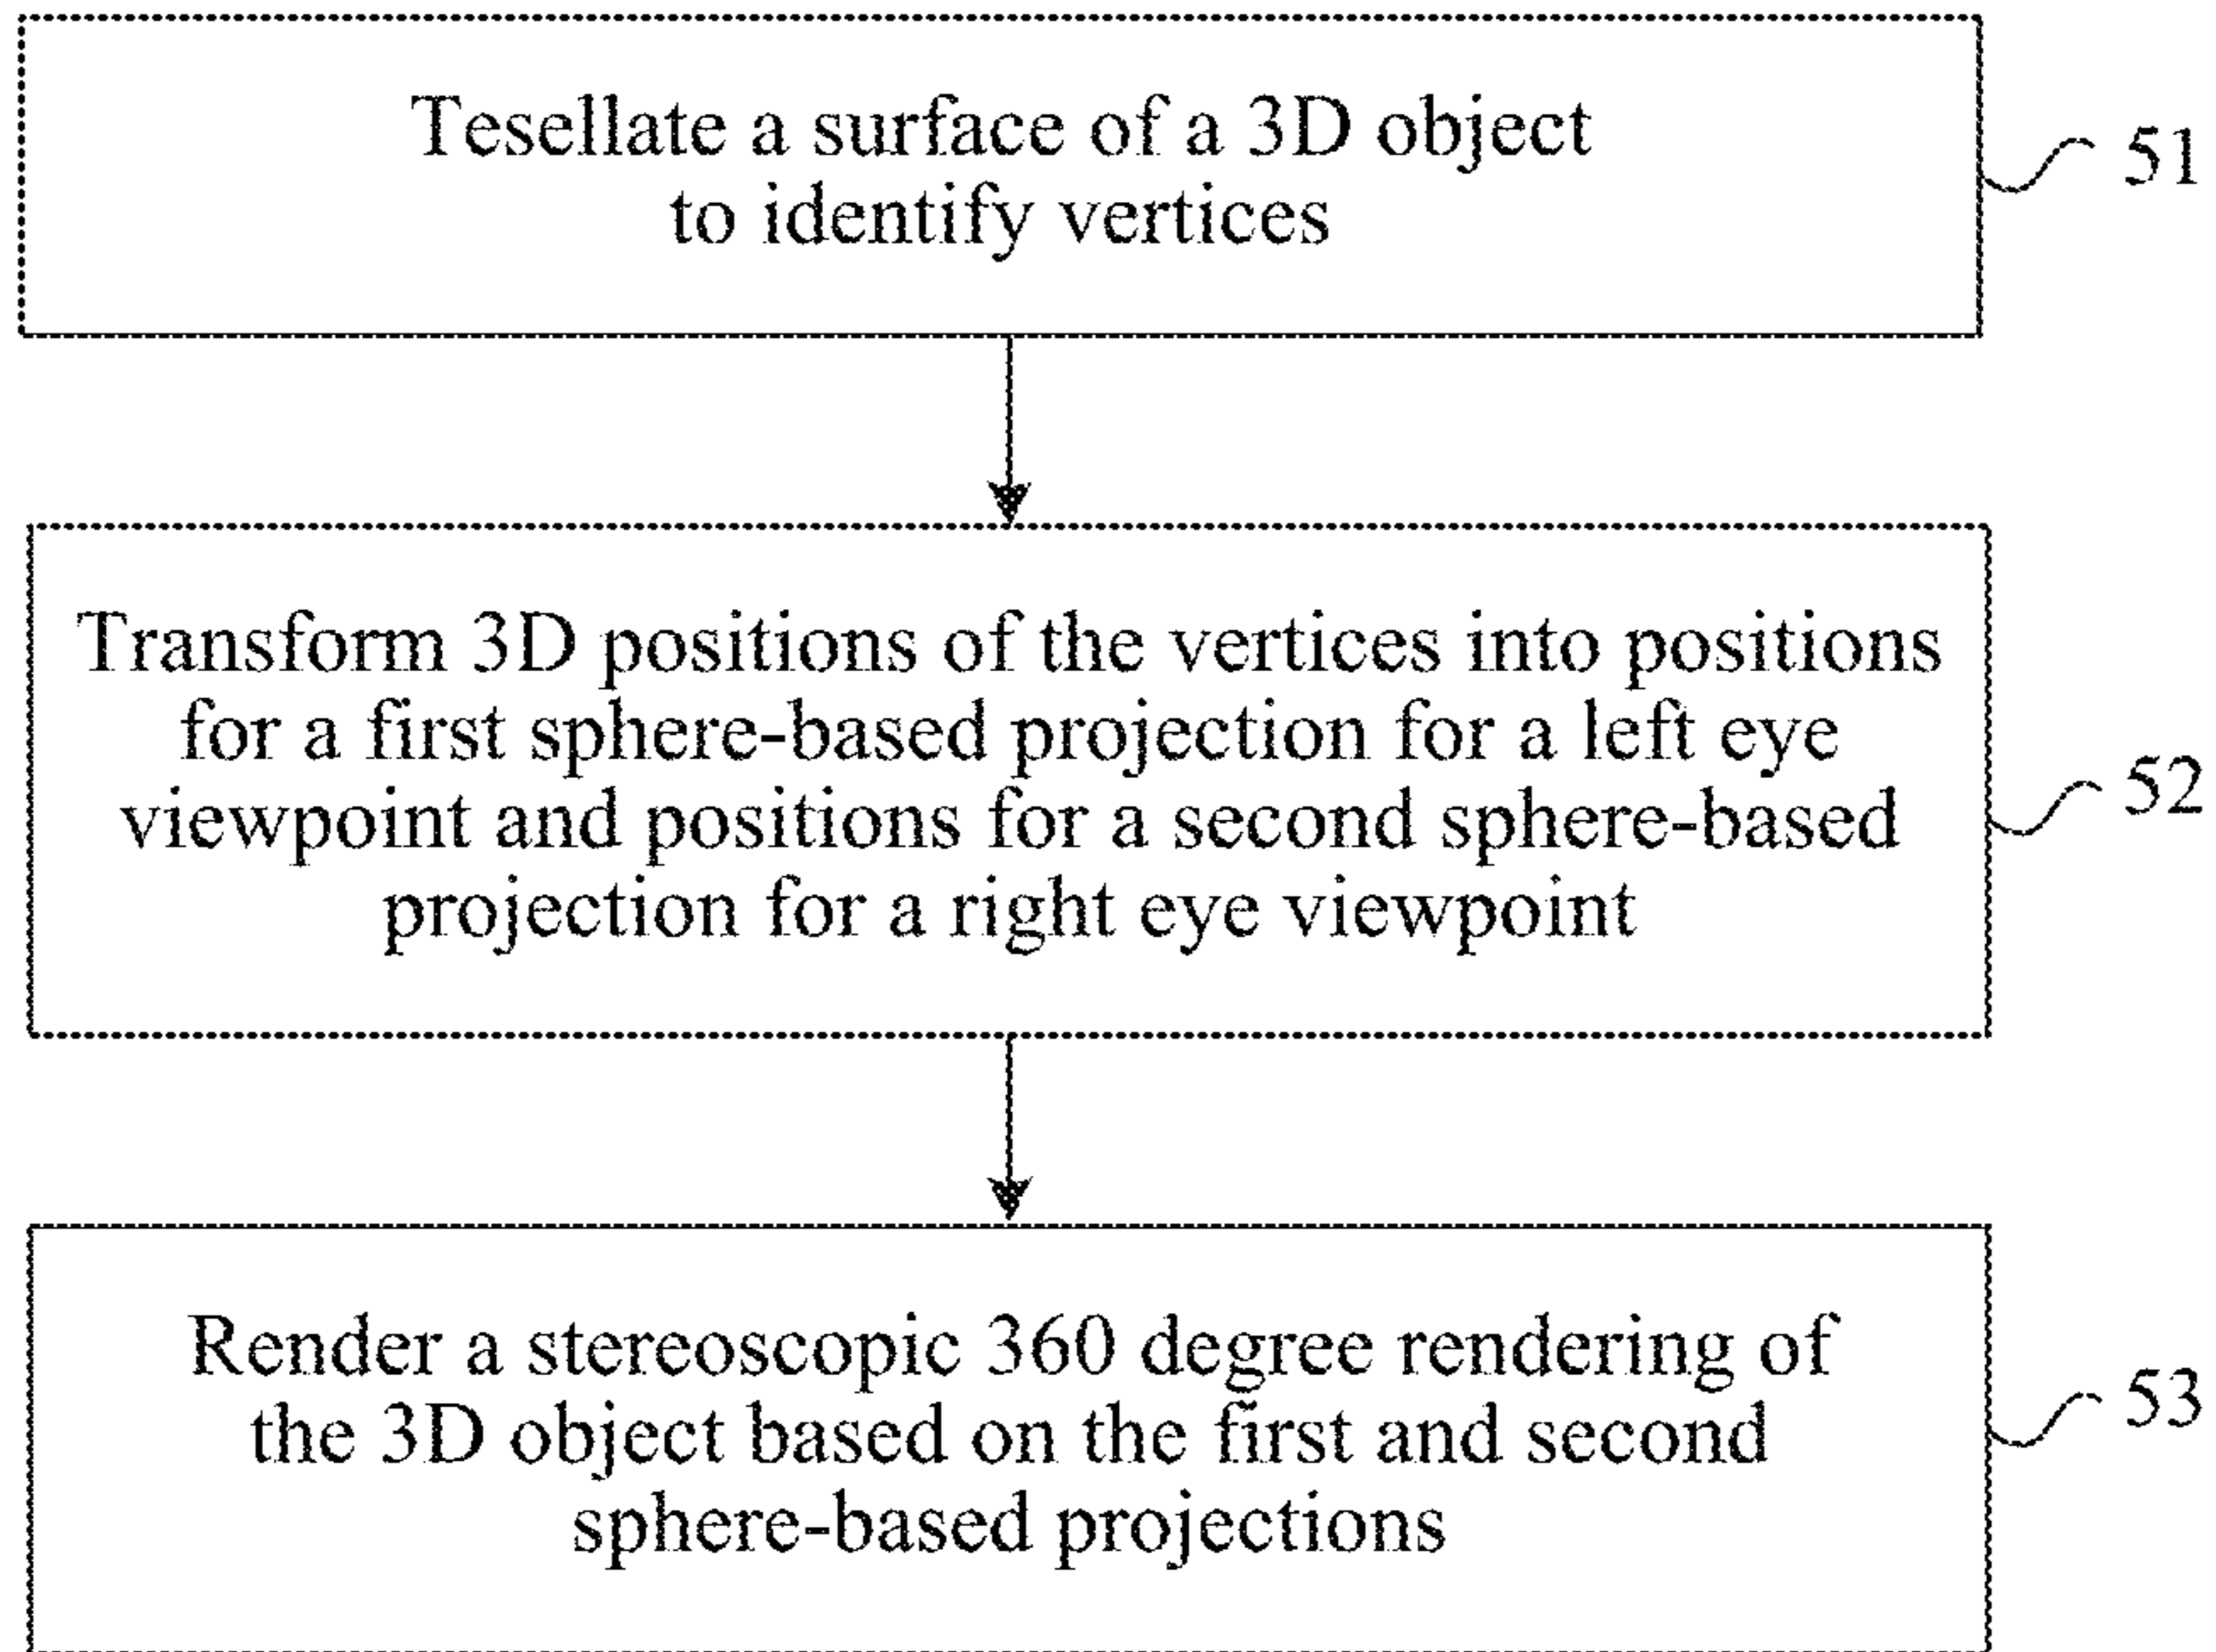 Tesellate a surface of a 3D object
to identify vertices
51
Transform 3D positions of the vertices into positions
for a first sphere-based projection for a left eye
viewpoint and positions for a second sphere-based
projection for a right eye viewpoint
52
Render a stereoscopic 360 degree rendering of
the 3D object based on the first and second
sphere-based projections
53